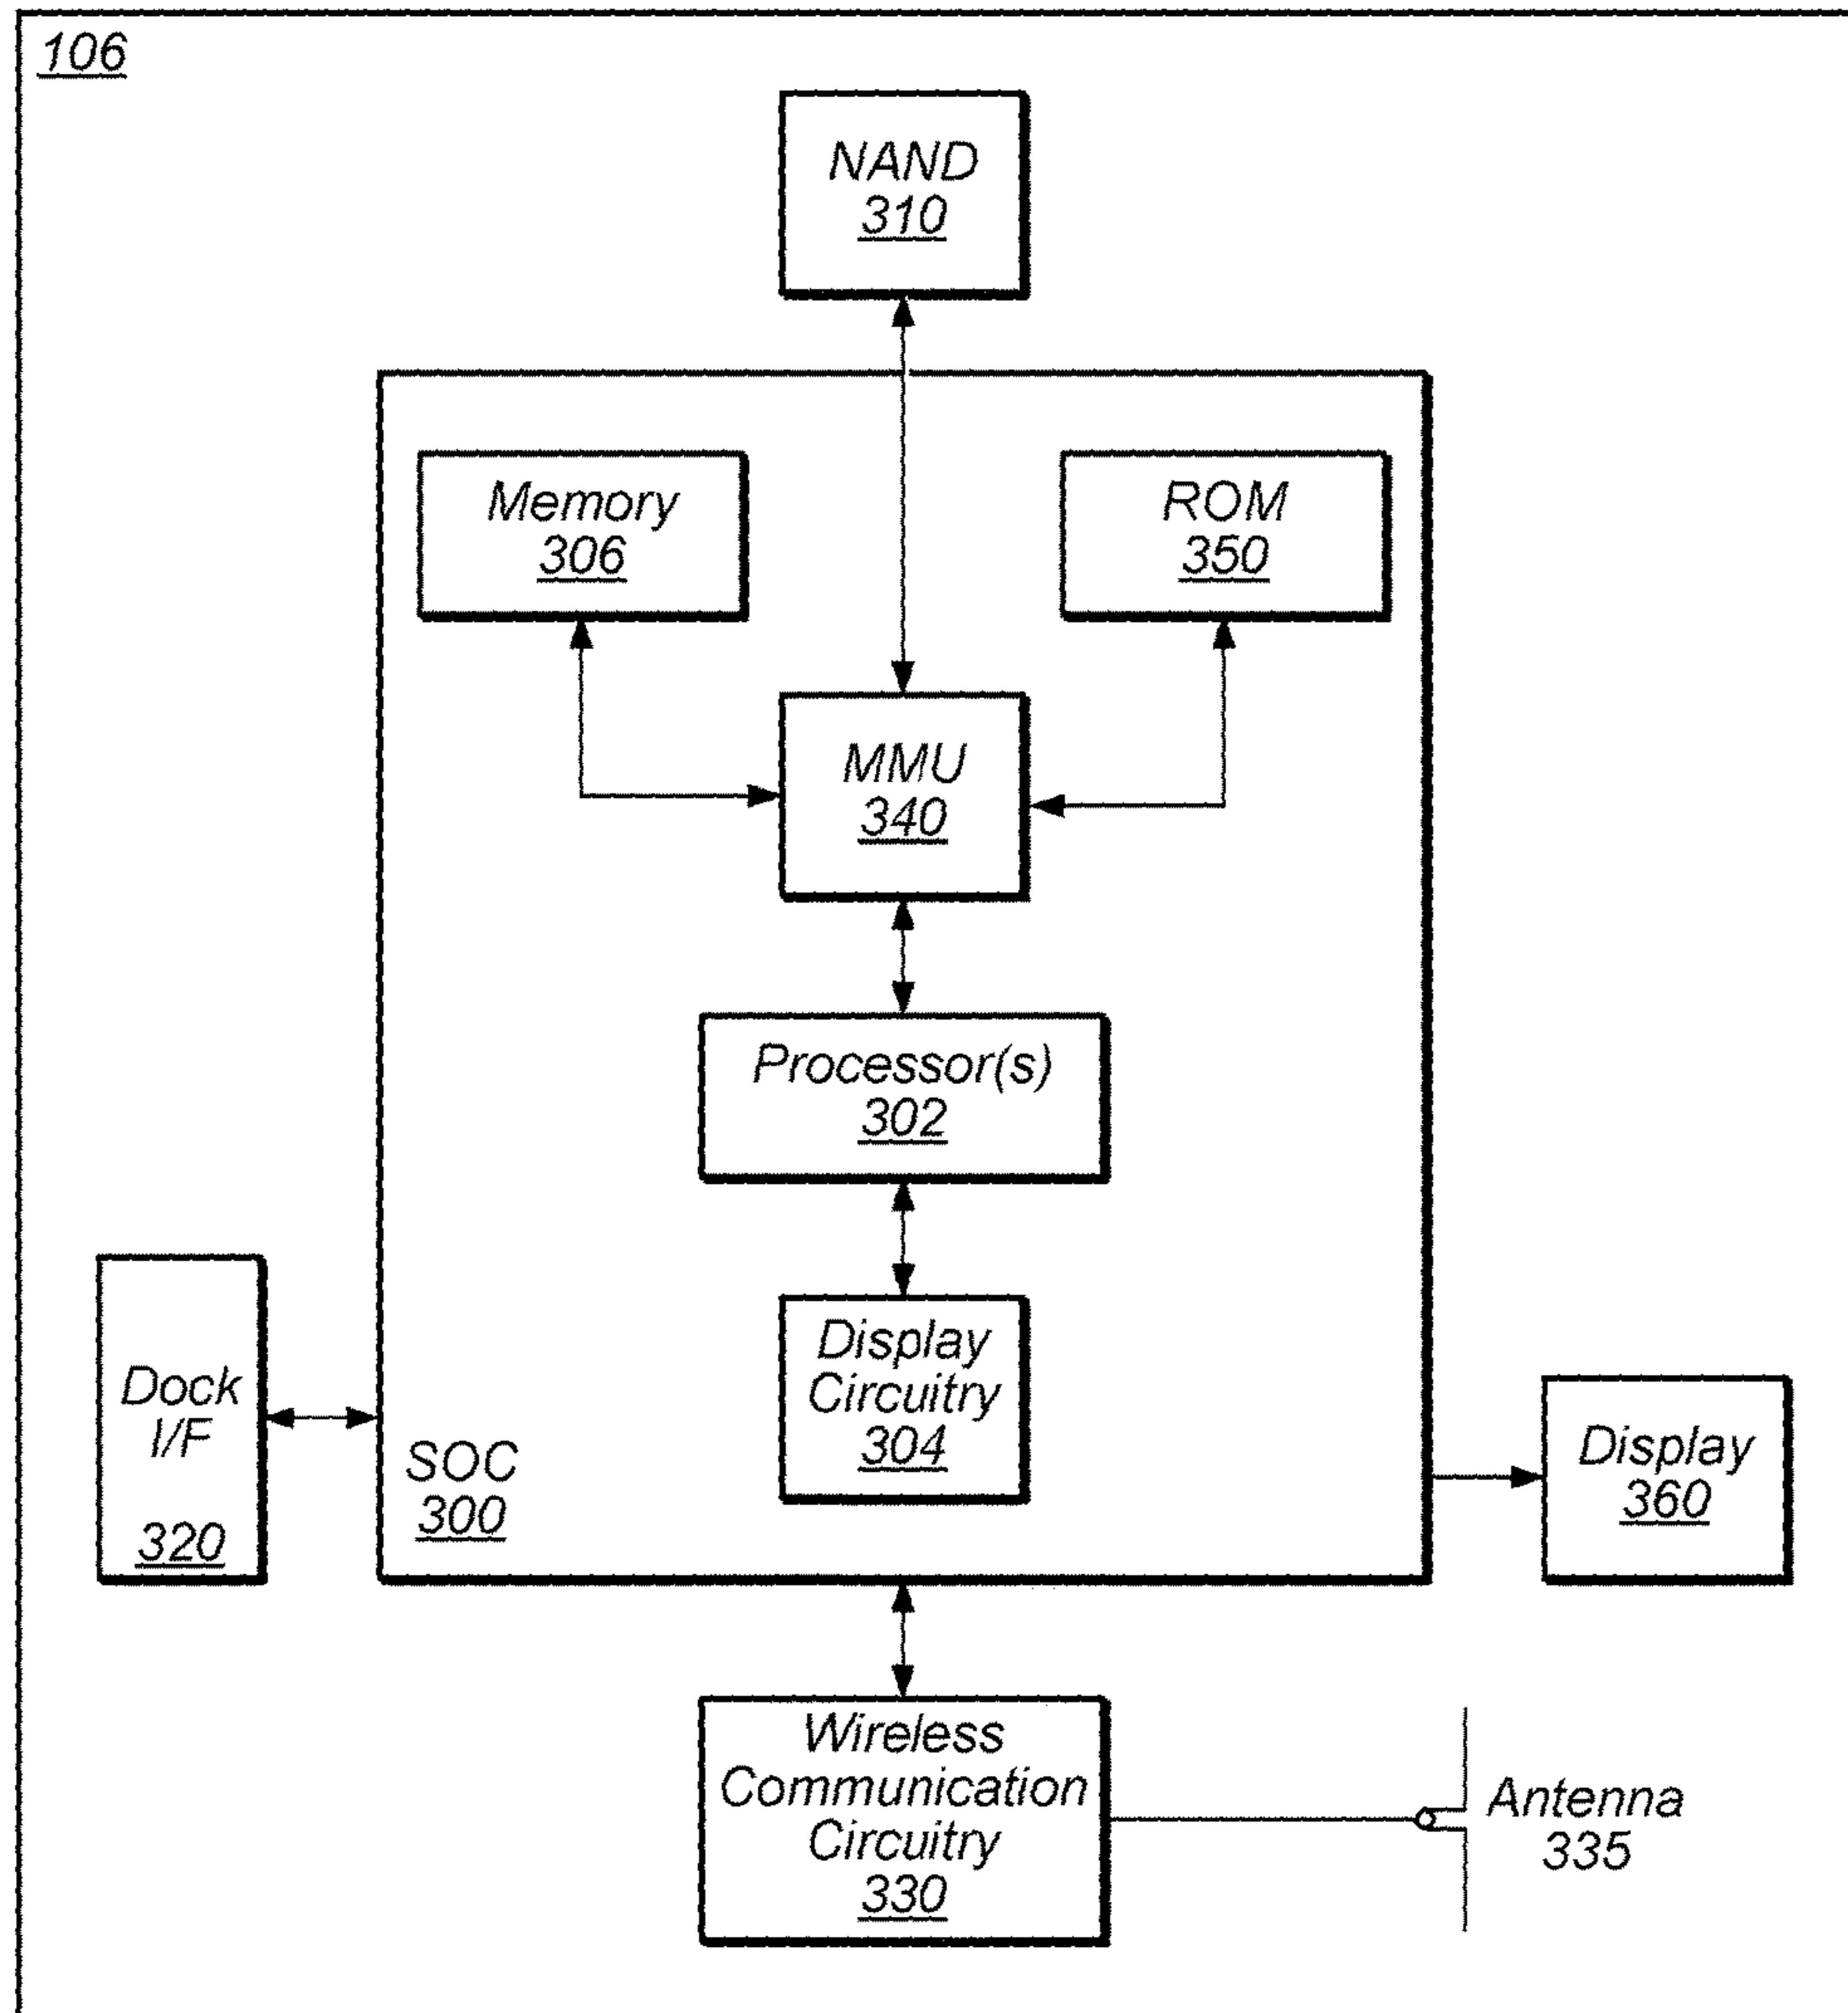 106
NAND
310
Memory
306
ROM
350
MMU
340
Processor(s)
302
Display
Circuitry
304
Dock
I/F
320
SOC
300
Display
360
Wireless
Communication
Circuitry
330
Antenna
335